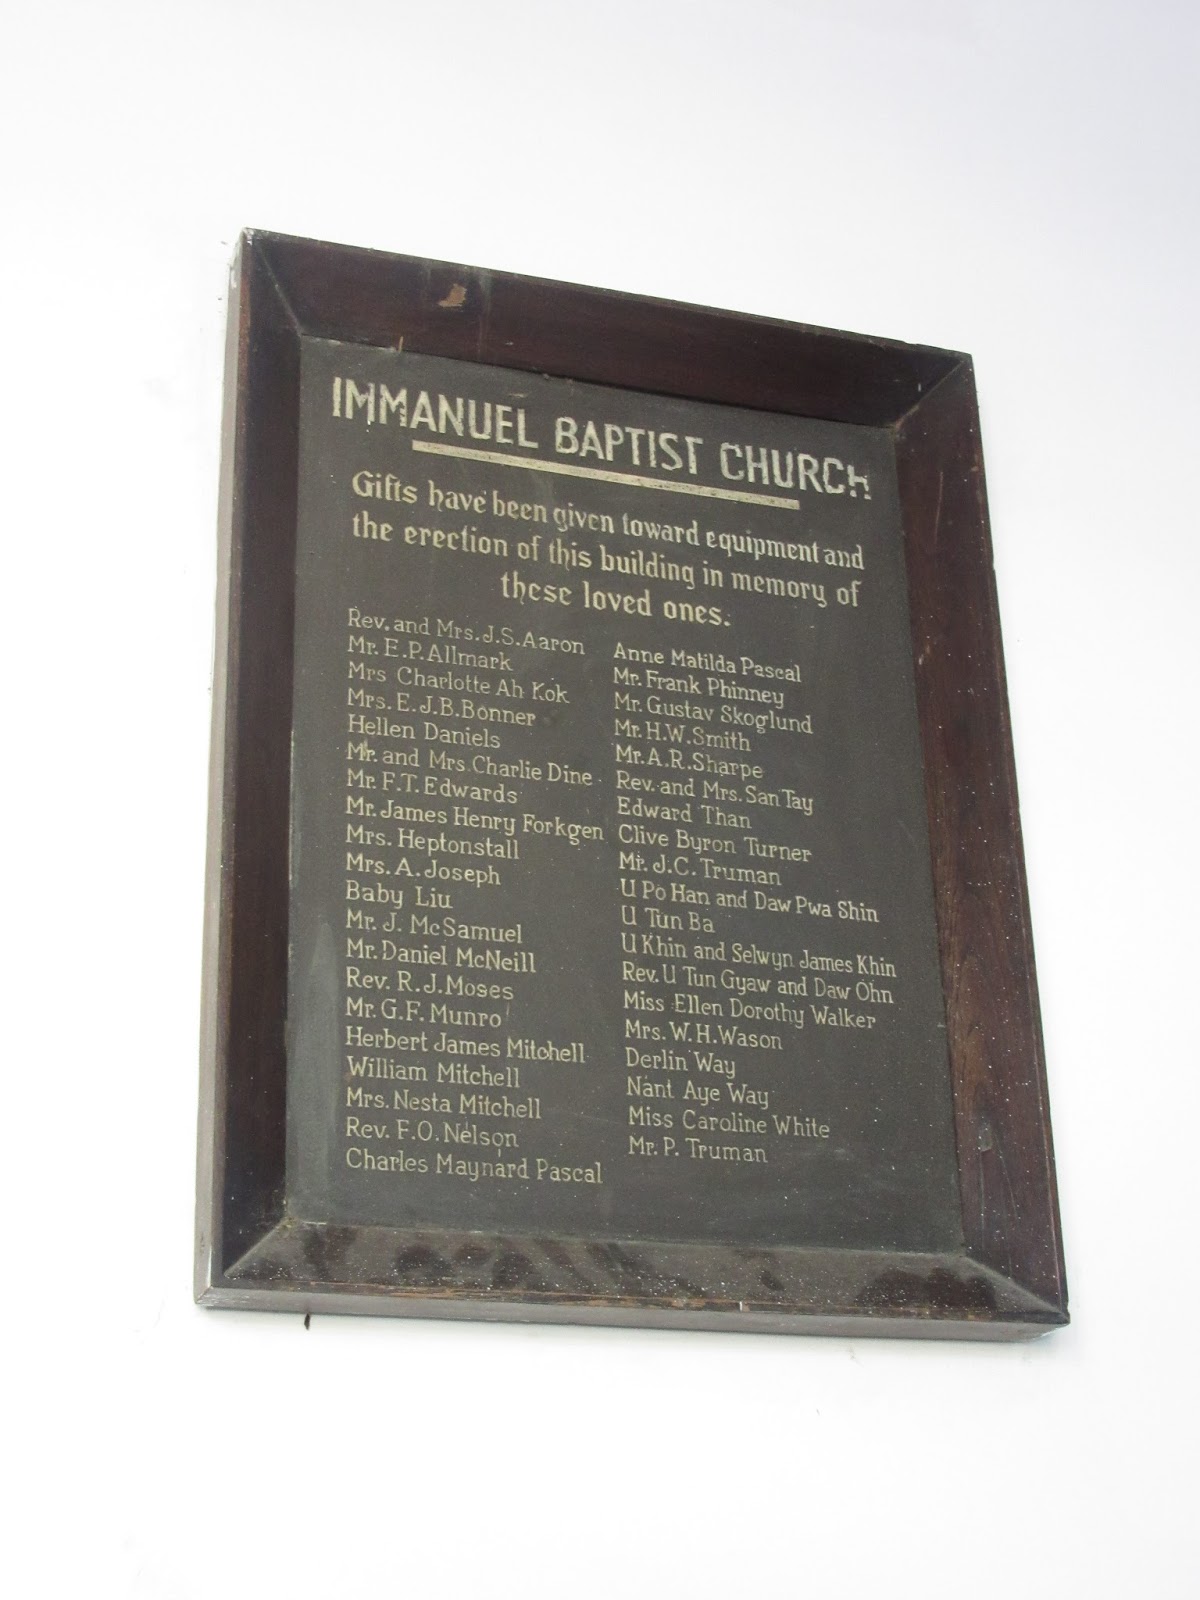 IMMANUEL BAPTIST CHURCH
Gifts have been given toward equipment and
the erection of this building in memory of
these loved ones.
Rev. and Mrs. J.S. Aaron
Mr. E.P. Allmark
Mrs Charlotte Ah Kok
Mrs. E.J.B. Bonner
Hellen Daniels
Mr. and Mrs. Charlie Dine
Mr. F.T. Edwards
Mr. James Henry Forkgen
Mrs. Heptonstall
Mrs. A. Joseph
Baby Liu
Mr. J. McSamuel
Mr. Daniel McNeill
Rev. R.J. Moses
Mr. G.F. Munro
Herbert James Mitchell
William Mitchell
Mrs. Nesta Mitchell
Rev. F.O. Nelson
Charles Maynard Pascal
Anne Matilda Pascal
Mr. Frank Phinney
Mr. Gustav Skoglund
Mr. H.W. Smith
Mr. A.R. Sharpe
Rev. and Mrs. San Tay
Edward Than
Clive Byron Turner
Mr. J.C. Truman
U Po Han and Daw Pwa Shin
U Tun Ba
U Khin and Selwyn James Khin
Rev. U Tun Gyaw and Daw Ohn
Miss Ellen Dorothy Walker
Mrs. W.H. Wason
Derlin Way
Nant Aye Way
Miss Caroline White
Mr. P. Truman